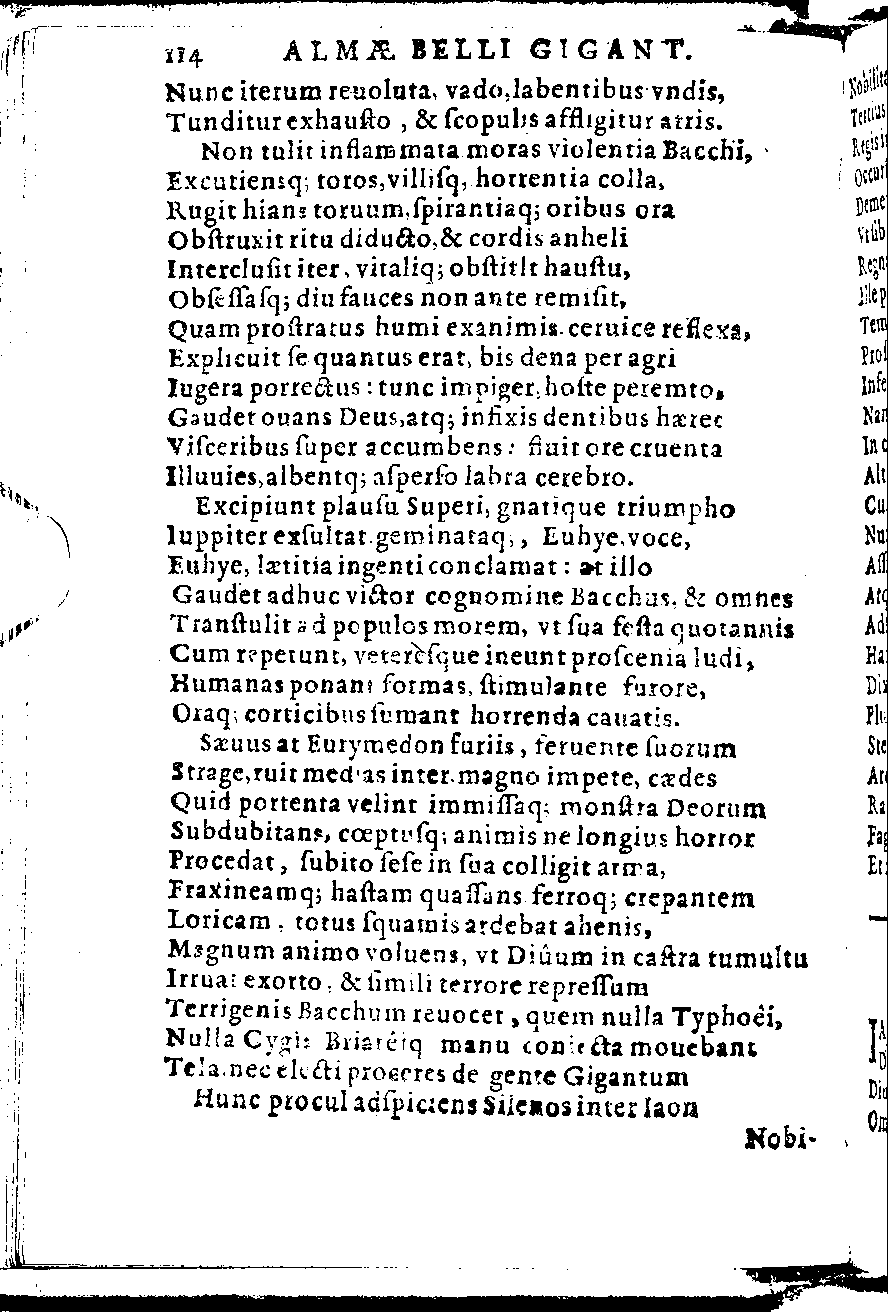 114 ALMÆ BELLI GIGANT.
Nunc iterum reuoluta, vado,labentibus vndis,
Tunditur exhauſto , & ſcopulis affligitur atris.
Non tulit inflammata moras violentia Bacchi,
Excutiensq; toros,villiſq, horrentia colla,
Rugit hians toruum,ſpirantiaq; oribus ora
Obſtruxit ritu diducto,& cordis anheli
Intercluſit iter, vitaliq; obſtitit hauſtu,
Obſeſſaſq; diu fauces non ante remiſit,
Quam proſtratus humi exanimis.ceruice reflexa,
Explicuit ſe quantus erat, bis dena per agri
Iugera porrectus : tunc impiger,hoſte peremto,
Gaudet ouans Deus,atq; infixis dentibus hæret
Viſceribus ſuper accumbens: fluit ore cruenta
Illuuies,albentq; aſperſo labra cerebro.
Excipiunt plauſu Superi, gnatique triumpho
Iuppiter exſultat.geminataq, , Euhye,voce,
Euhye, lætitia ingenti conclamat : at illo
Gaudet adhuc victor cognomine Bacchus, & omnes
Tranſtulit ad populos morem, vt ſua feſta quotannis
Cum repetunt, vetereſque ineunt proſcenia ludi,
Humanas ponant formas, ſtimulante furore,
Oraq; corticibus ſumant horrenda cauatis.
Sæuus at Eurymedon furiis, feruente ſuorum
Strage,ruit medias inter.magno impete, cædes
Quid portenta velint immiſſaq; monſtra Deorum
Subdubitans, cœptuſq; animis ne longius horror
Procedat, ſubito ſeſe in ſua colligit arma,
Fraxineamq; haſtam quaſſans ferroq; crepantem
Loricam , totus ſquamis ardebat ahenis,
Magnum animo voluens, vt Diûum in caſtra tumultu
Irruat exorto, & ſimili terrore repreſſum
Terrigenis Bacchum reuocet, quem nulla Typhoêi,
Nulla Cygis Briarêiq manu coniecta mouebant
Tela.nec electi proceres de gente Gigantum
Hunc procul adſpiciens Silenos inter Iaon
Nobi-